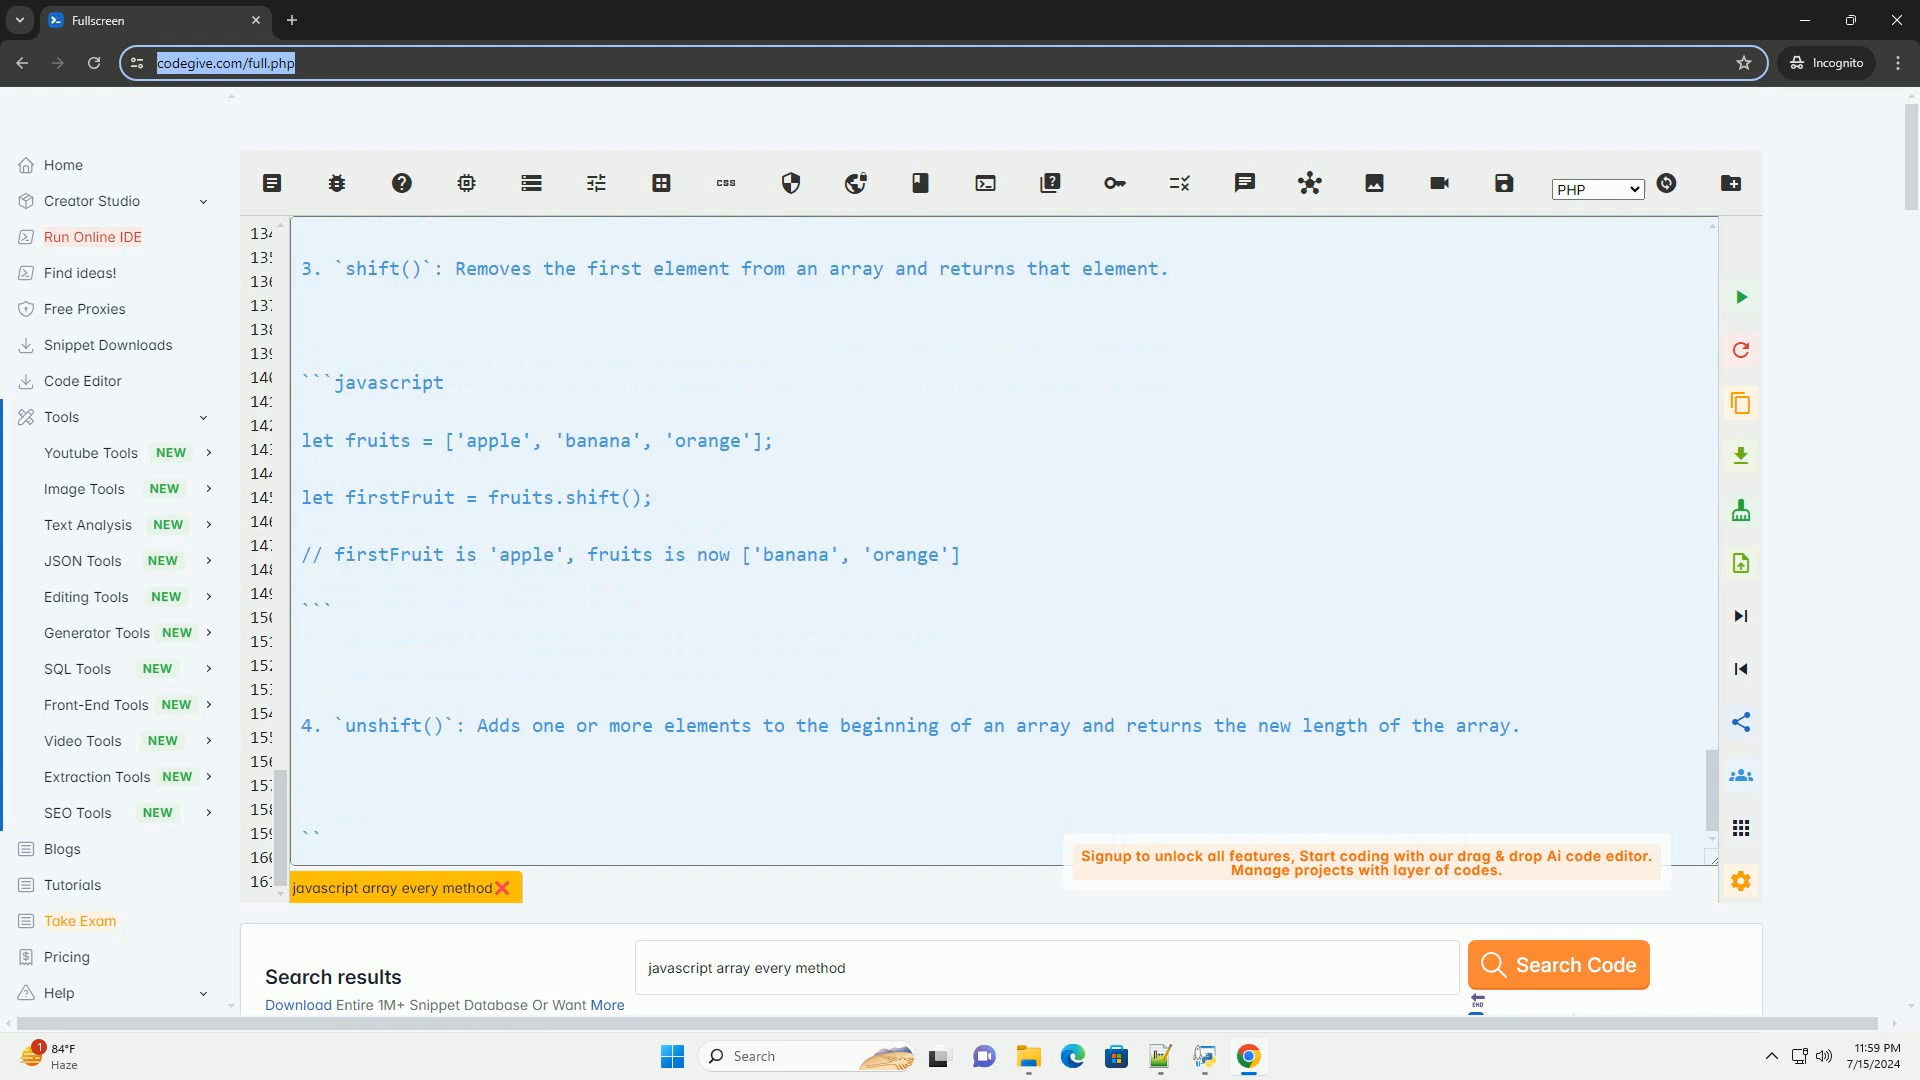 Fullscreen
codegive.com/full.php
Incognito
Home
Creator Studio
Run Online IDE
Find ideas!
Free Proxies
Snippet Downloads
Code Editor
Tools
Youtube Tools NEW
Image Tools NEW
Text Analysis NEW
JSON Tools NEW
Editing Tools NEW
Generator Tools NEW
SQL Tools NEW
Front-End Tools NEW
Video Tools NEW
Extraction Tools NEW
SEO Tools NEW
Blogs
Tutorials
Take Exam
Pricing
Help
css
PHP
3. `shift()`: Removes the first element from an array and returns that element.
```javascript
let fruits = ['apple', 'banana', 'orange'];
let firstFruit = fruits.shift();
// firstFruit is 'apple', fruits is now ['banana', 'orange']
```
4. `unshift()`: Adds one or more elements to the beginning of an array and returns the new length of the array.
``
Signup to unlock all features, Start coding with our drag & drop Ai code editor.
Manage projects with layer of codes.
javascript array every method
Search results
Download Entire 1M+ Snippet Database Or Want More
javascript array every method
Search Code
END
1
84°F
Haze
Search
11:59 PM
7/15/2024